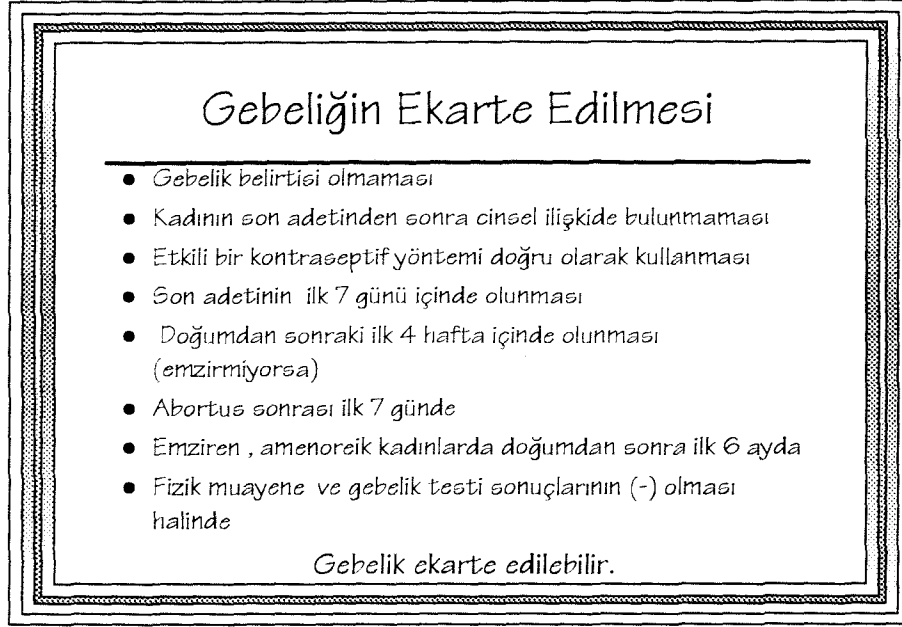 Gebeliğin Ekarte Edilmesi
● Gebelik belirtisi olmaması
● Kadının son adetinden sonra cinsel ilişkide bulunmaması
● Etkili bir kontraseptif yöntemi doğru olarak kullanması
● Son adetinin ilk 7 günü içinde olunması
● Doğumdan sonraki ilk 4 hafta içinde olunması
(emzirmiyorsa)
● Abortus sonrası ilk 7 günde
● Emziren , amenoreik kadınlarda doğumdan sonra ilk 6 ayda
● Fizik muayene ve gebelik testi sonuçlarının (-) olması
halinde
Gebelik ekarte edilebilir.